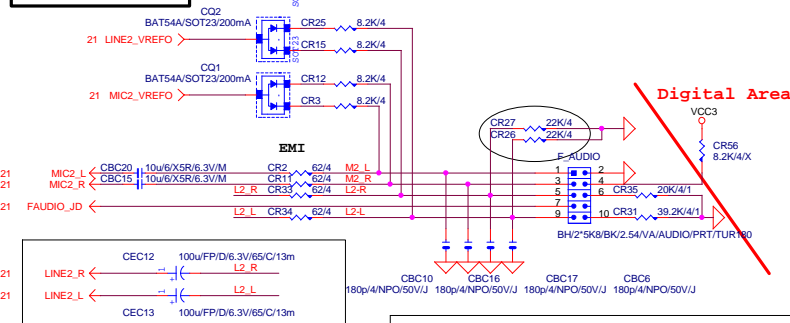 CQ2
BAT54A/SOT23/200mA
21 LINE2_VREFO
SOT23
CR25 8.2K/4
CR15 8.2K/4
CQ1
BAT54A/SOT23/200mA
21 MIC2_VREFO
CR12 8.2K/4
CR3 8.2K/4
Digital Area
VCC3
CR56
8.2K/4/X
CR27 22K/4
CR26 22K/4
EMI
F_AUDIO
21 MIC2_L CBC20 10u/6/X5R/6.3V/M CR2 62/4 M2_L
21 MIC2_R CBC15 10u/6/X5R/6.3V/M CR11 62/4 M2_R
L2_R CR33 62/4 L2-R
21 FAUDIO_JD
L2_L CR34 62/4 L2-L
1 2
3 4
5 6 CR35 20K/4/1
7
9 10 CR31 39.2K/4/1
BH/2*5K8/BK/2.54/VA/AUDIO/PRT/TUR180
CEC12 100u/FP/D/6.3V/65/C/13m
21 LINE2_R 1 + L2_R
21 LINE2_L 1 + L2_L
CEC13 100u/FP/D/6.3V/65/C/13m
CBC10 CBC16 CBC17 CBC6
180p/4/NPO/50V/J 180p/4/NPO/50V/J 180p/4/NPO/50V/J 180p/4/NPO/50V/J